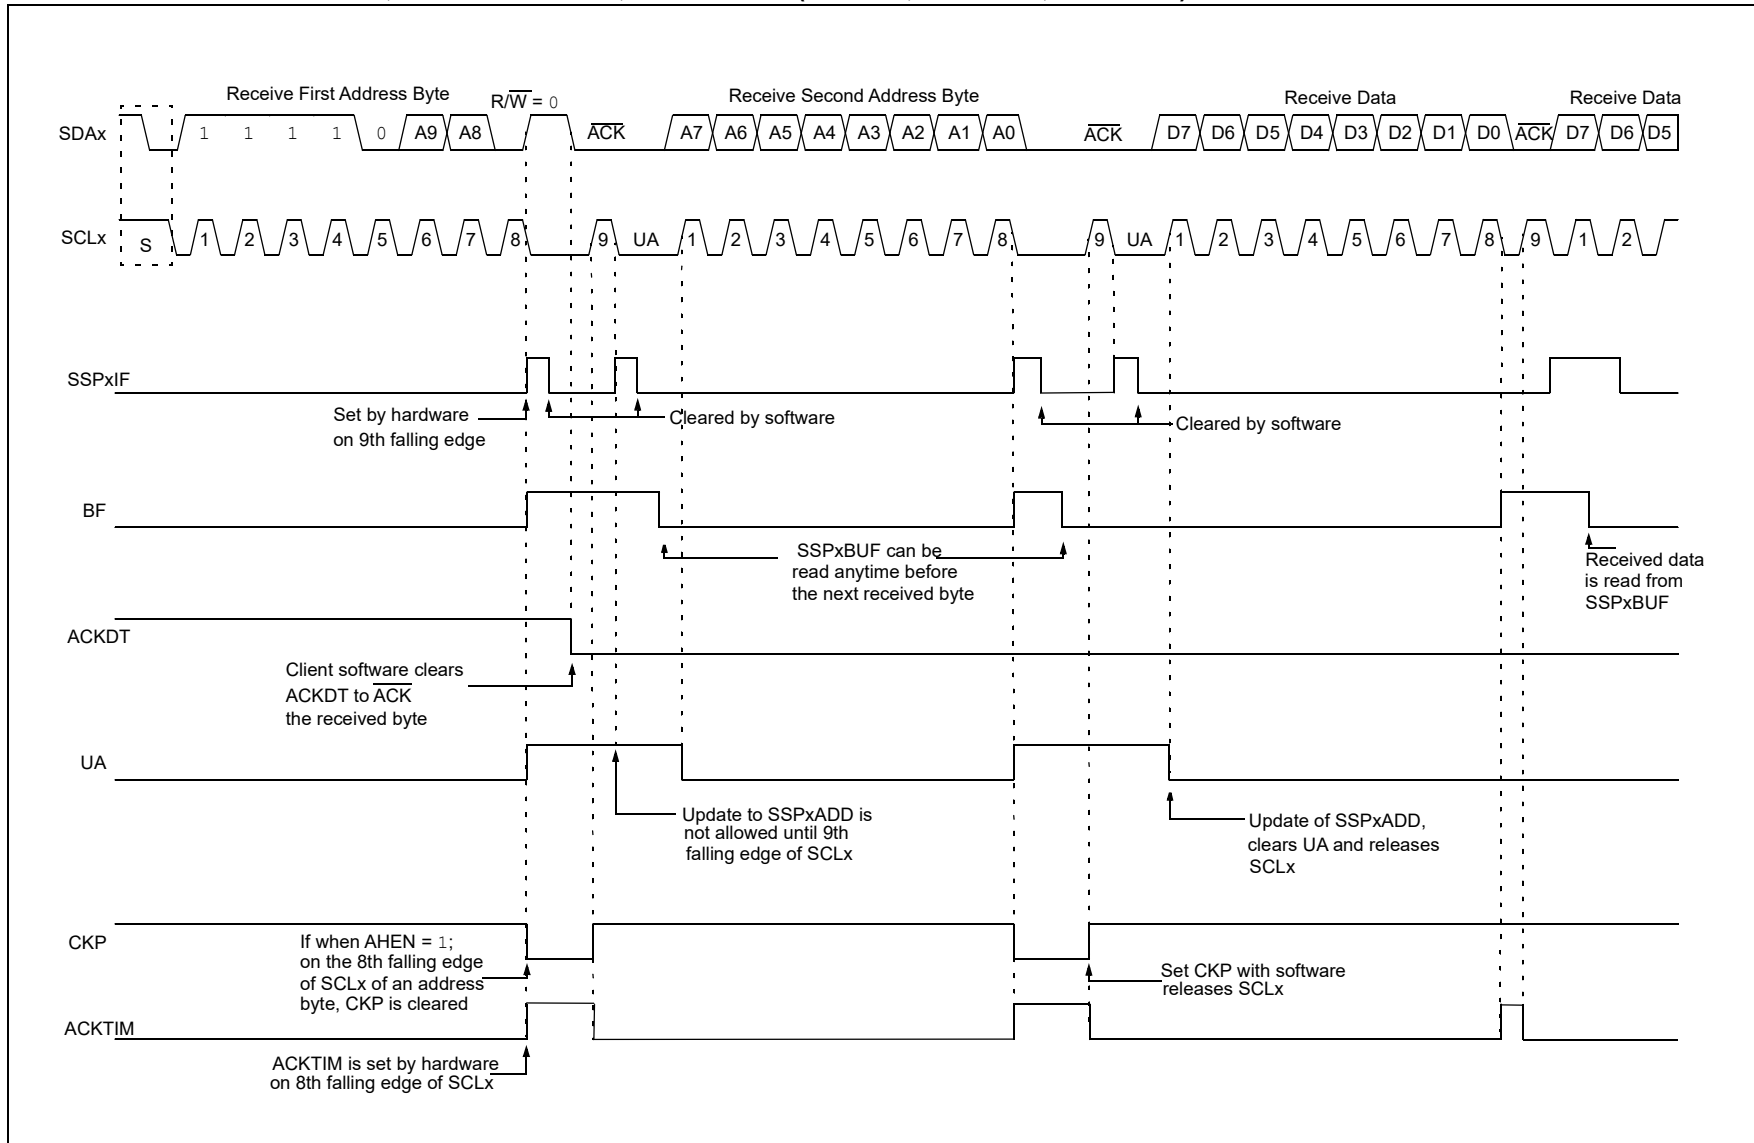 Receive First Address Byte
R/W = 0
Receive Second Address Byte
Receive Data
Receive Data
SDAx
1 1 1 1 0 A9 A8
ACK
A7 A6 A5 A4 A3 A2 A1 A0
ACK
D7 D6 D5 D4 D3 D2 D1 D0
ACK
D7 D6 D5
SCLx
S
1 2 3 4 5 6 7 8
9 UA
1 2 3 4 5 6 7 8
9 UA
1 2 3 4 5 6 7 8
9
1 2
SSPxIF
Set by hardware
on 9th falling edge
Cleared by software
Cleared by software
BF
SSPxBUF can be
read anytime before
the next received byte
Received data
is read from
SSPxBUF
ACKDT
Client software clears
ACKDT to ACK
the received byte
UA
Update to SSPxADD is
not allowed until 9th
falling edge of SCLx
Update of SSPxADD,
clears UA and releases
SCLx
CKP
If when AHEN = 1;
on the 8th falling edge
of SCLx of an address
byte, CKP is cleared
Set CKP with software
releases SCLx
ACKTIM
ACKTIM is set by hardware
on 8th falling edge of SCLx